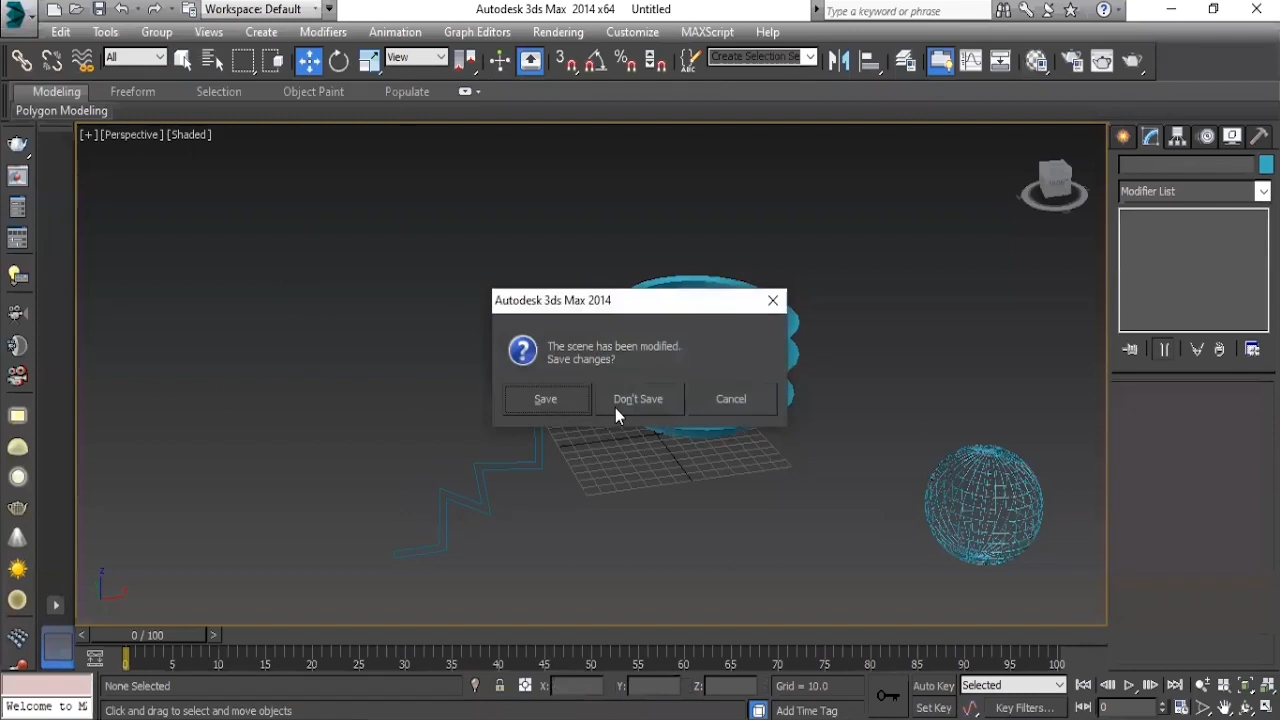 Workspace: Default
Autodesk 3ds Max 2014 x64 Untitled
Type a keyword or phrase
Edit Tools Group Views Create Modifiers Animation Graph Editors Rendering Customize MAXScript Help
All
View
3
Create Selection Se
Modeling Freeform Selection Object Paint Populate
Polygon Modeling
[+] [Perspective] [Shaded]
Modifier List
Autodesk 3ds Max 2014
The scene has been modified.
Save changes?
Save Don't Save Cancel
z
x
< 0 / 100 >
0 5 10 15 20 25 30 35 40 45 50 55 60 65 70 75 80 85 90 95 100
None Selected X: Y: Z: Grid = 10.0 Auto Key Selected
Welcome to M Click and drag to select and move objects Add Time Tag Set Key Key Filters... 0